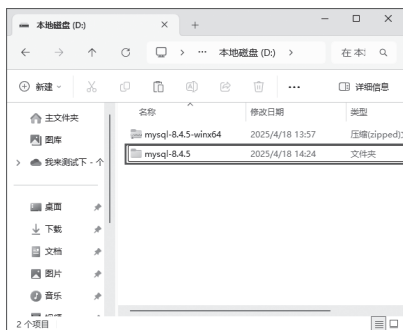 本地磁盘 (D:)
··· 本地磁盘 (D:)
在本
新建
详细信息
名称
修改日期
类型
主文件夹
图库
我来测试下 - 个
mysql-8.4.5-winx64
2025/4/18 13:57
压缩(zipped)
mysql-8.4.5
2025/4/18 14:24
文件夹
桌面
下载
文档
图片
音乐
2 个项目